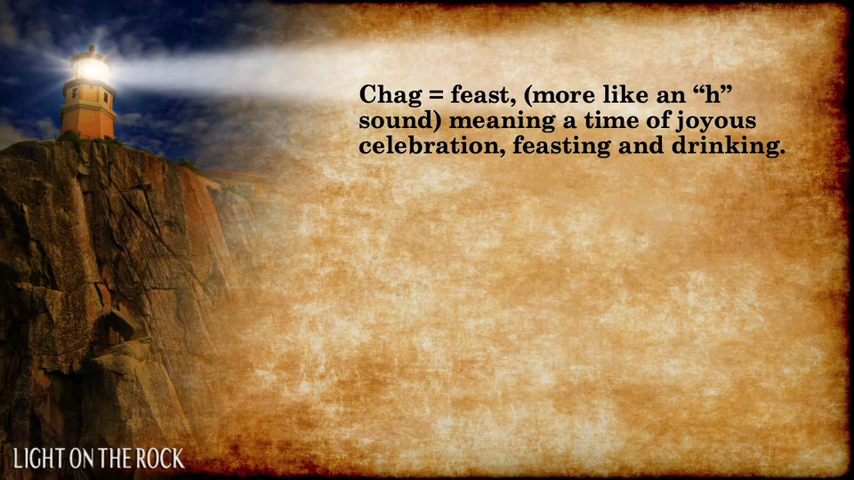 Chag = feast, (more like an “h”
sound) meaning a time of joyous
celebration, feasting and drinking.
LIGHT ON THE ROCK